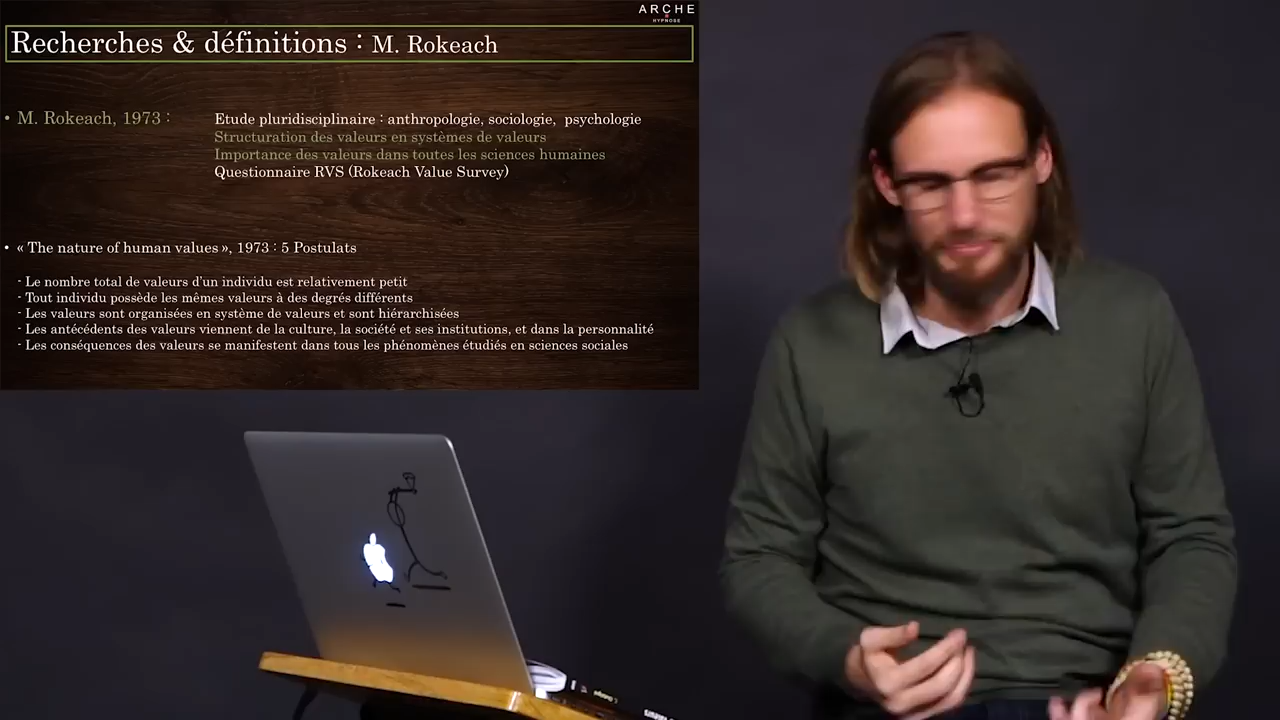 ARCHE
HYPNOSE
Recherches & définitions : M. Rokeach
• M. Rokeach, 1973 :
Etude pluridisciplinaire : anthropologie, sociologie, psychologie
Structuration des valeurs en systèmes de valeurs
Importance des valeurs dans toutes les sciences humaines
Questionnaire RVS (Rokeach Value Survey)
• « The nature of human values », 1973 : 5 Postulats
- Le nombre total de valeurs d'un individu est relativement petit
- Tout individu possède les mêmes valeurs à des degrés différents
- Les valeurs sont organisées en système de valeurs et sont hiérarchisées
- Les antécédents des valeurs viennent de la culture, la société et ses institutions, et dans la personnalité
- Les conséquences des valeurs se manifestent dans tous les phénomènes étudiés en sciences sociales